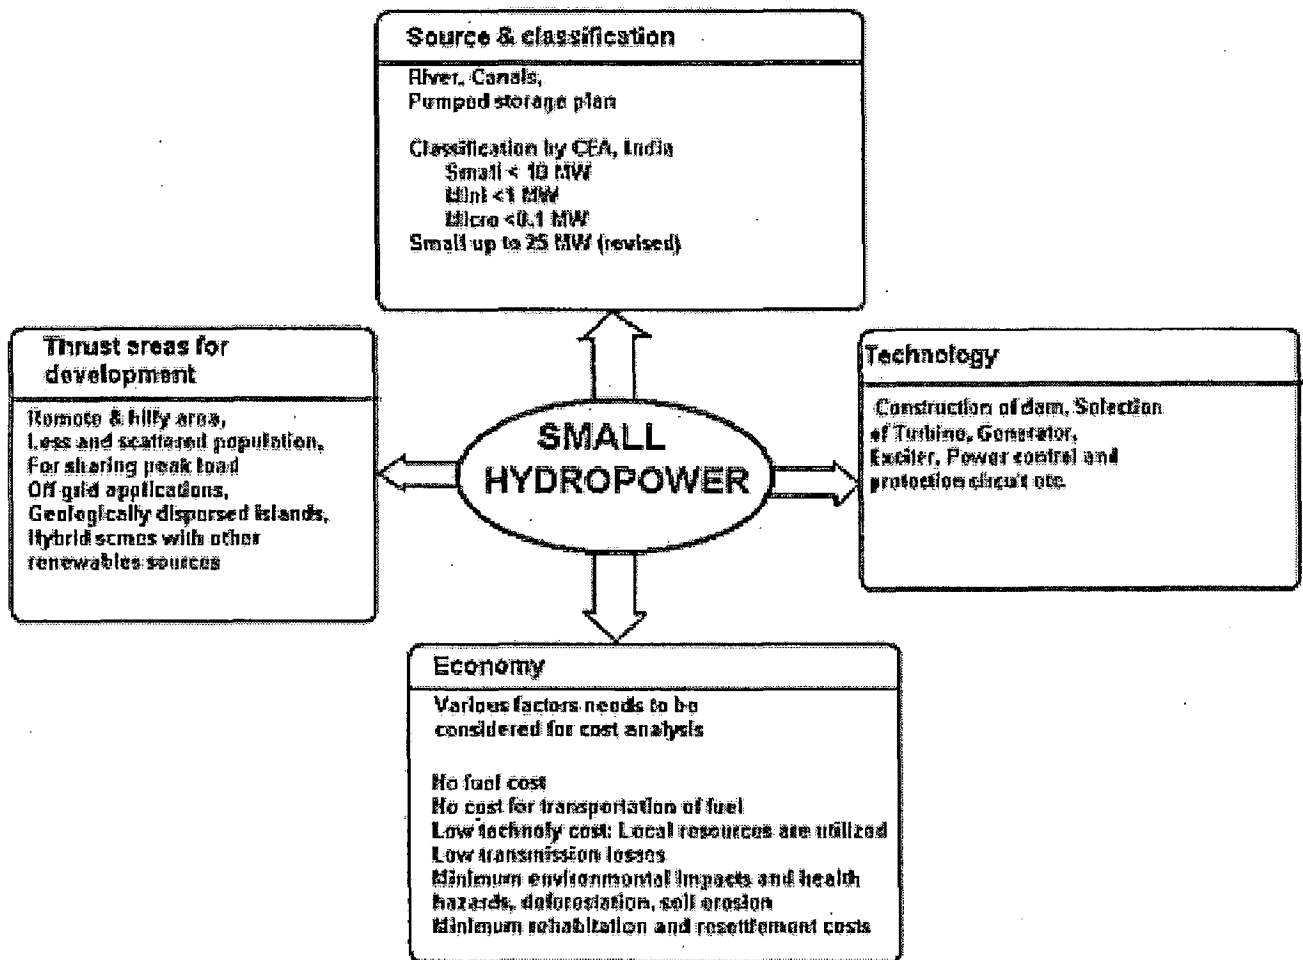 Source & classification
River, Canals,
Pumped storage plan
Classification by CEA, India
Small < 10 MW
Mini <1 MW
Micro <0.1 MW
Small up to 25 MW (revised)
Thrust areas for
development
Remote & hilly area,
Less and scattered population,
For sharing peak load
Off grid applications,
Geologically dispersed islands,
Hybrid scmes with other
renewables sources
SMALL
HYDROPOWER
Technology
Construction of dam, Selection
of Turbine, Generator,
Exciter, Power control and
protection circuit etc.
Economy
Various factors needs to be
considered for cost analysis
No fuel cost
No cost for transportation of fuel
Low technoly cost: Local resources are utilized
Low transmission losses
Minimum environmental impacts and health
hazards, deforestation, soil erosion
Minimum rehabitation and resettlement costs